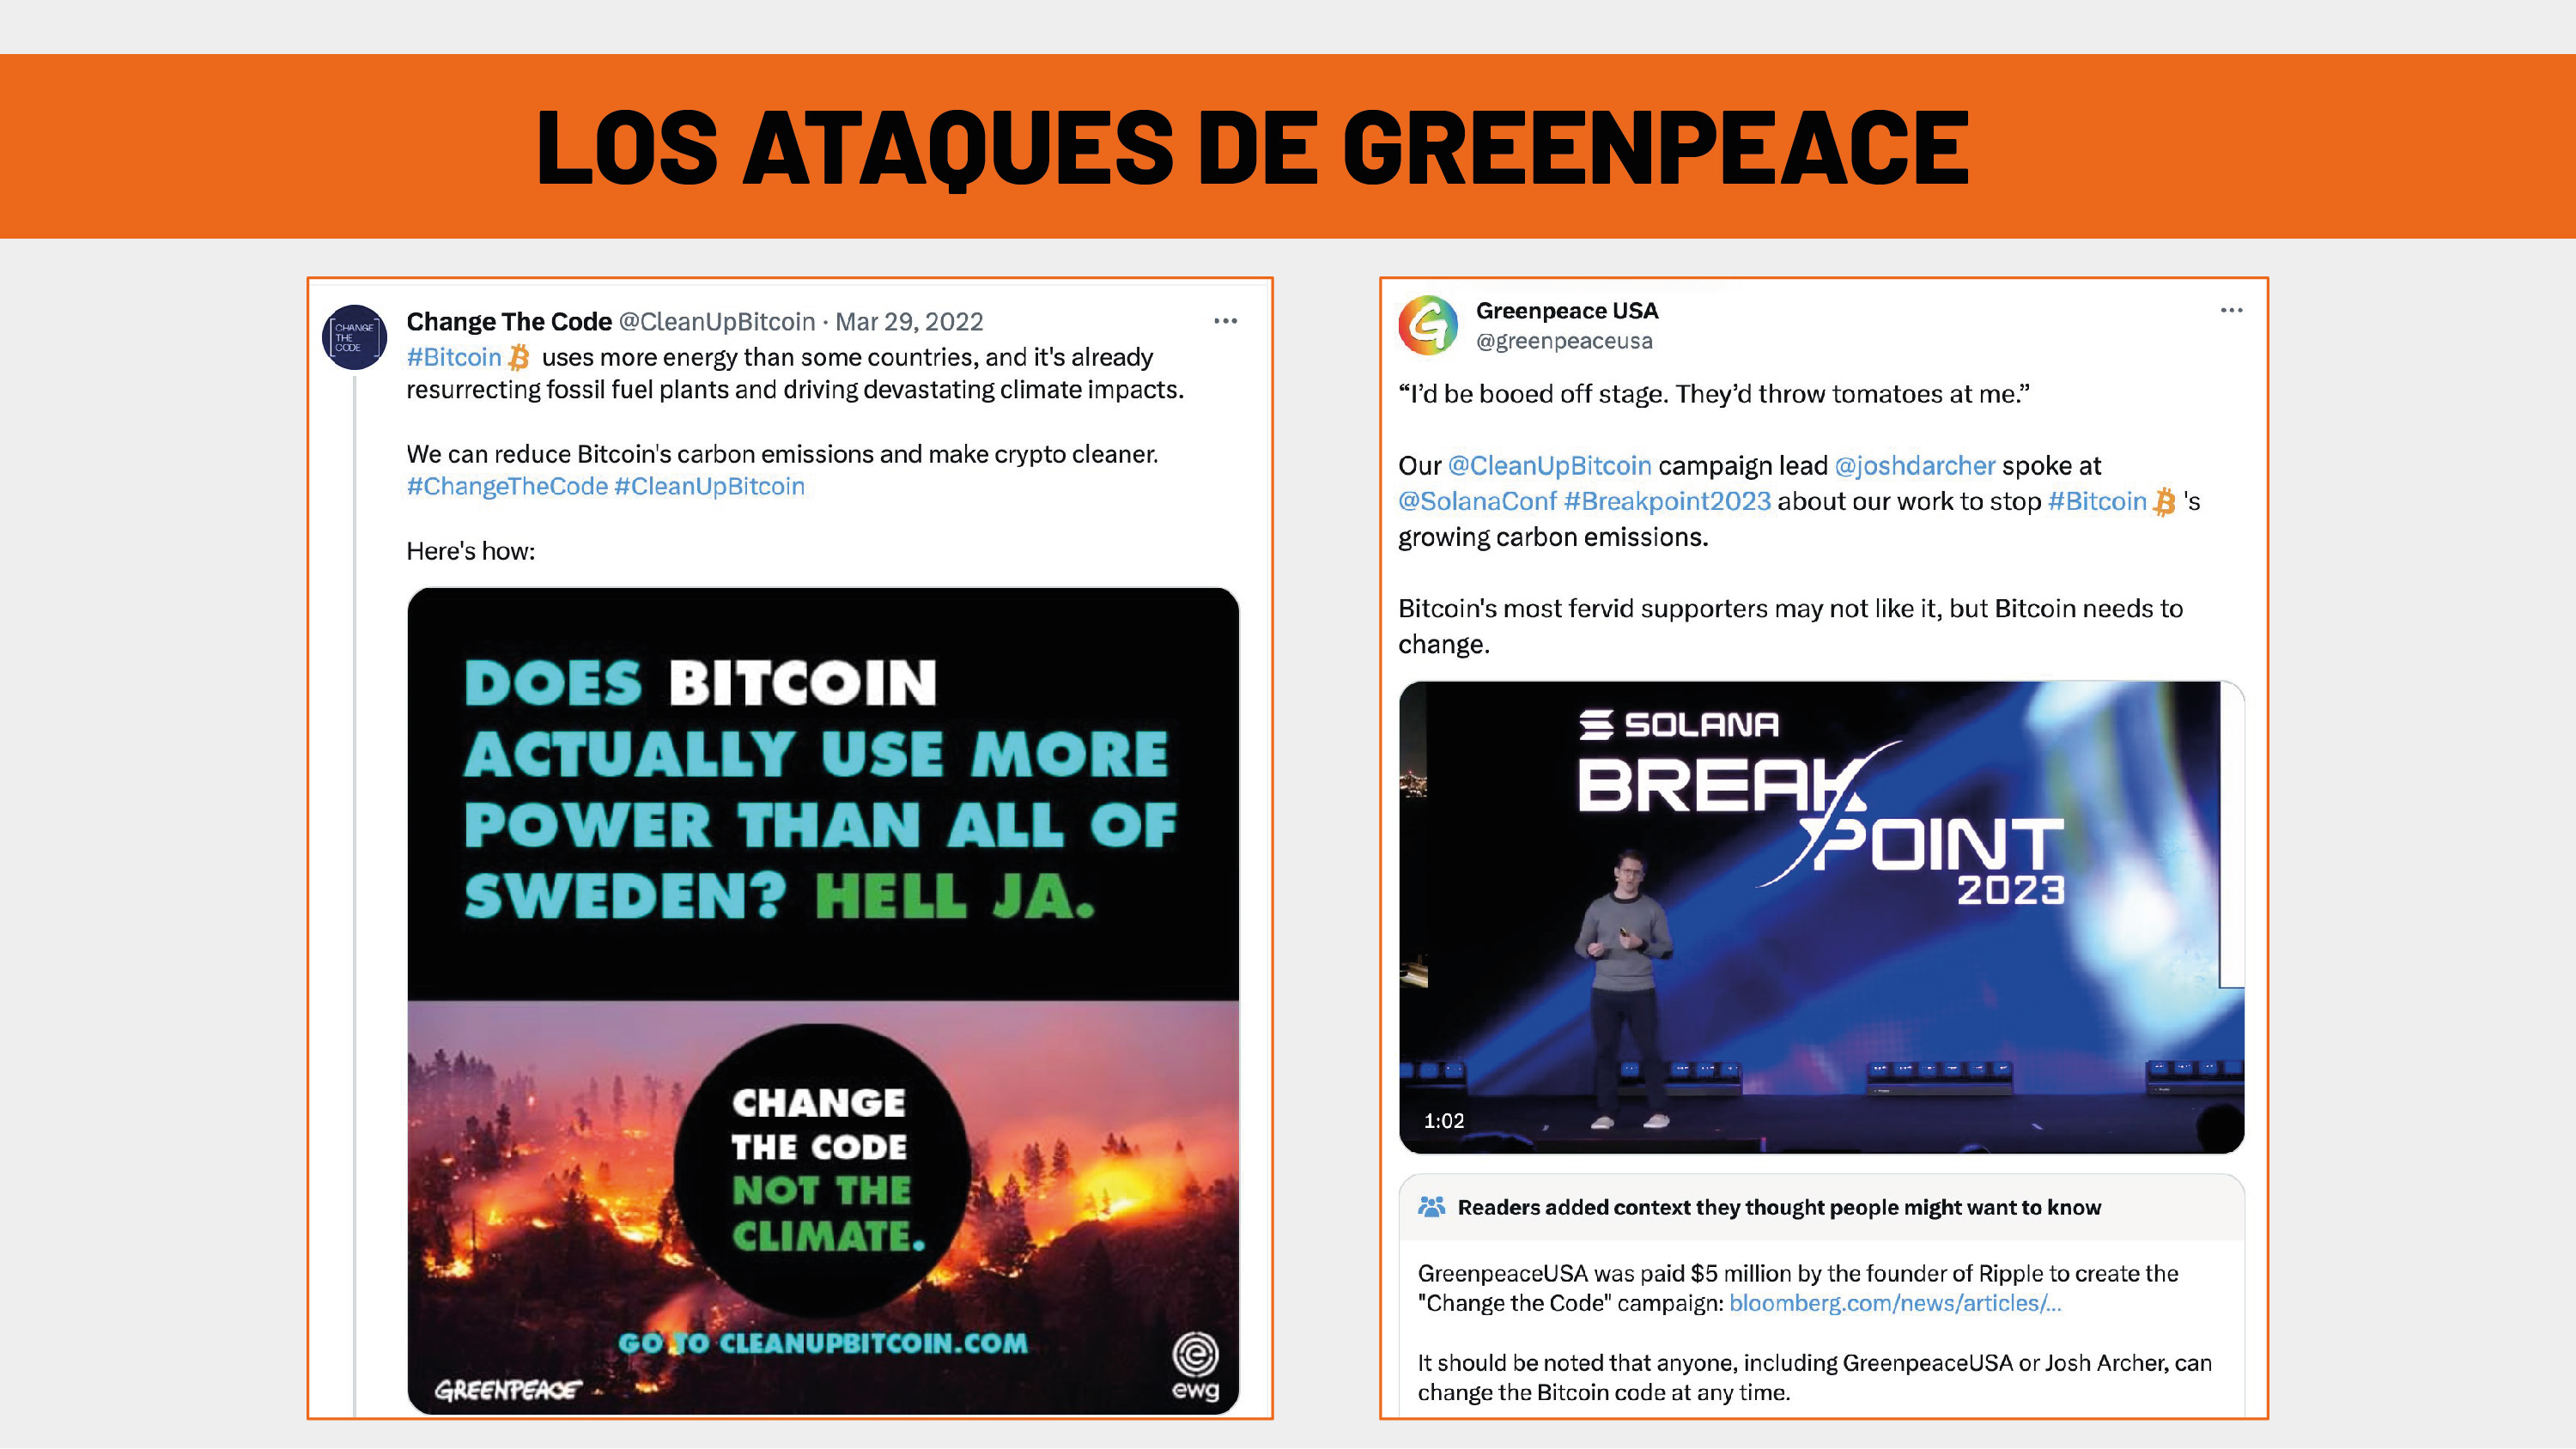 LOS ATAQUES DE GREENPEACE
CHANGE
THE
CODE
Change The Code @CleanUpBitcoin · Mar 29, 2022
#Bitcoin uses more energy than some countries, and it's already
resurrecting fossil fuel plants and driving devastating climate impacts.
We can reduce Bitcoin's carbon emissions and make crypto cleaner.
#ChangeTheCode #CleanUpBitcoin
Here's how:
DOES BITCOIN
ACTUALLY USE MORE
POWER THAN ALL OF
SWEDEN? HELL JA.
CHANGE
THE CODE
NOT THE
CLIMATE.
GO TO CLEANUPBITCOIN.COM
GREENPEACE
ewg
Greenpeace USA
@greenpeaceusa
“I’d be booed off stage. They’d throw tomatoes at me.”
Our @CleanUpBitcoin campaign lead @joshdarcher spoke at
@SolanaConf #Breakpoint2023 about our work to stop #Bitcoin 's
growing carbon emissions.
Bitcoin's most fervid supporters may not like it, but Bitcoin needs to
change.
SOLANA
BREAK
POINT
2023
1:02
Readers added context they thought people might want to know
GreenpeaceUSA was paid $5 million by the founder of Ripple to create the
"Change the Code" campaign: bloomberg.com/news/articles/…
It should be noted that anyone, including GreenpeaceUSA or Josh Archer, can
change the Bitcoin code at any time.